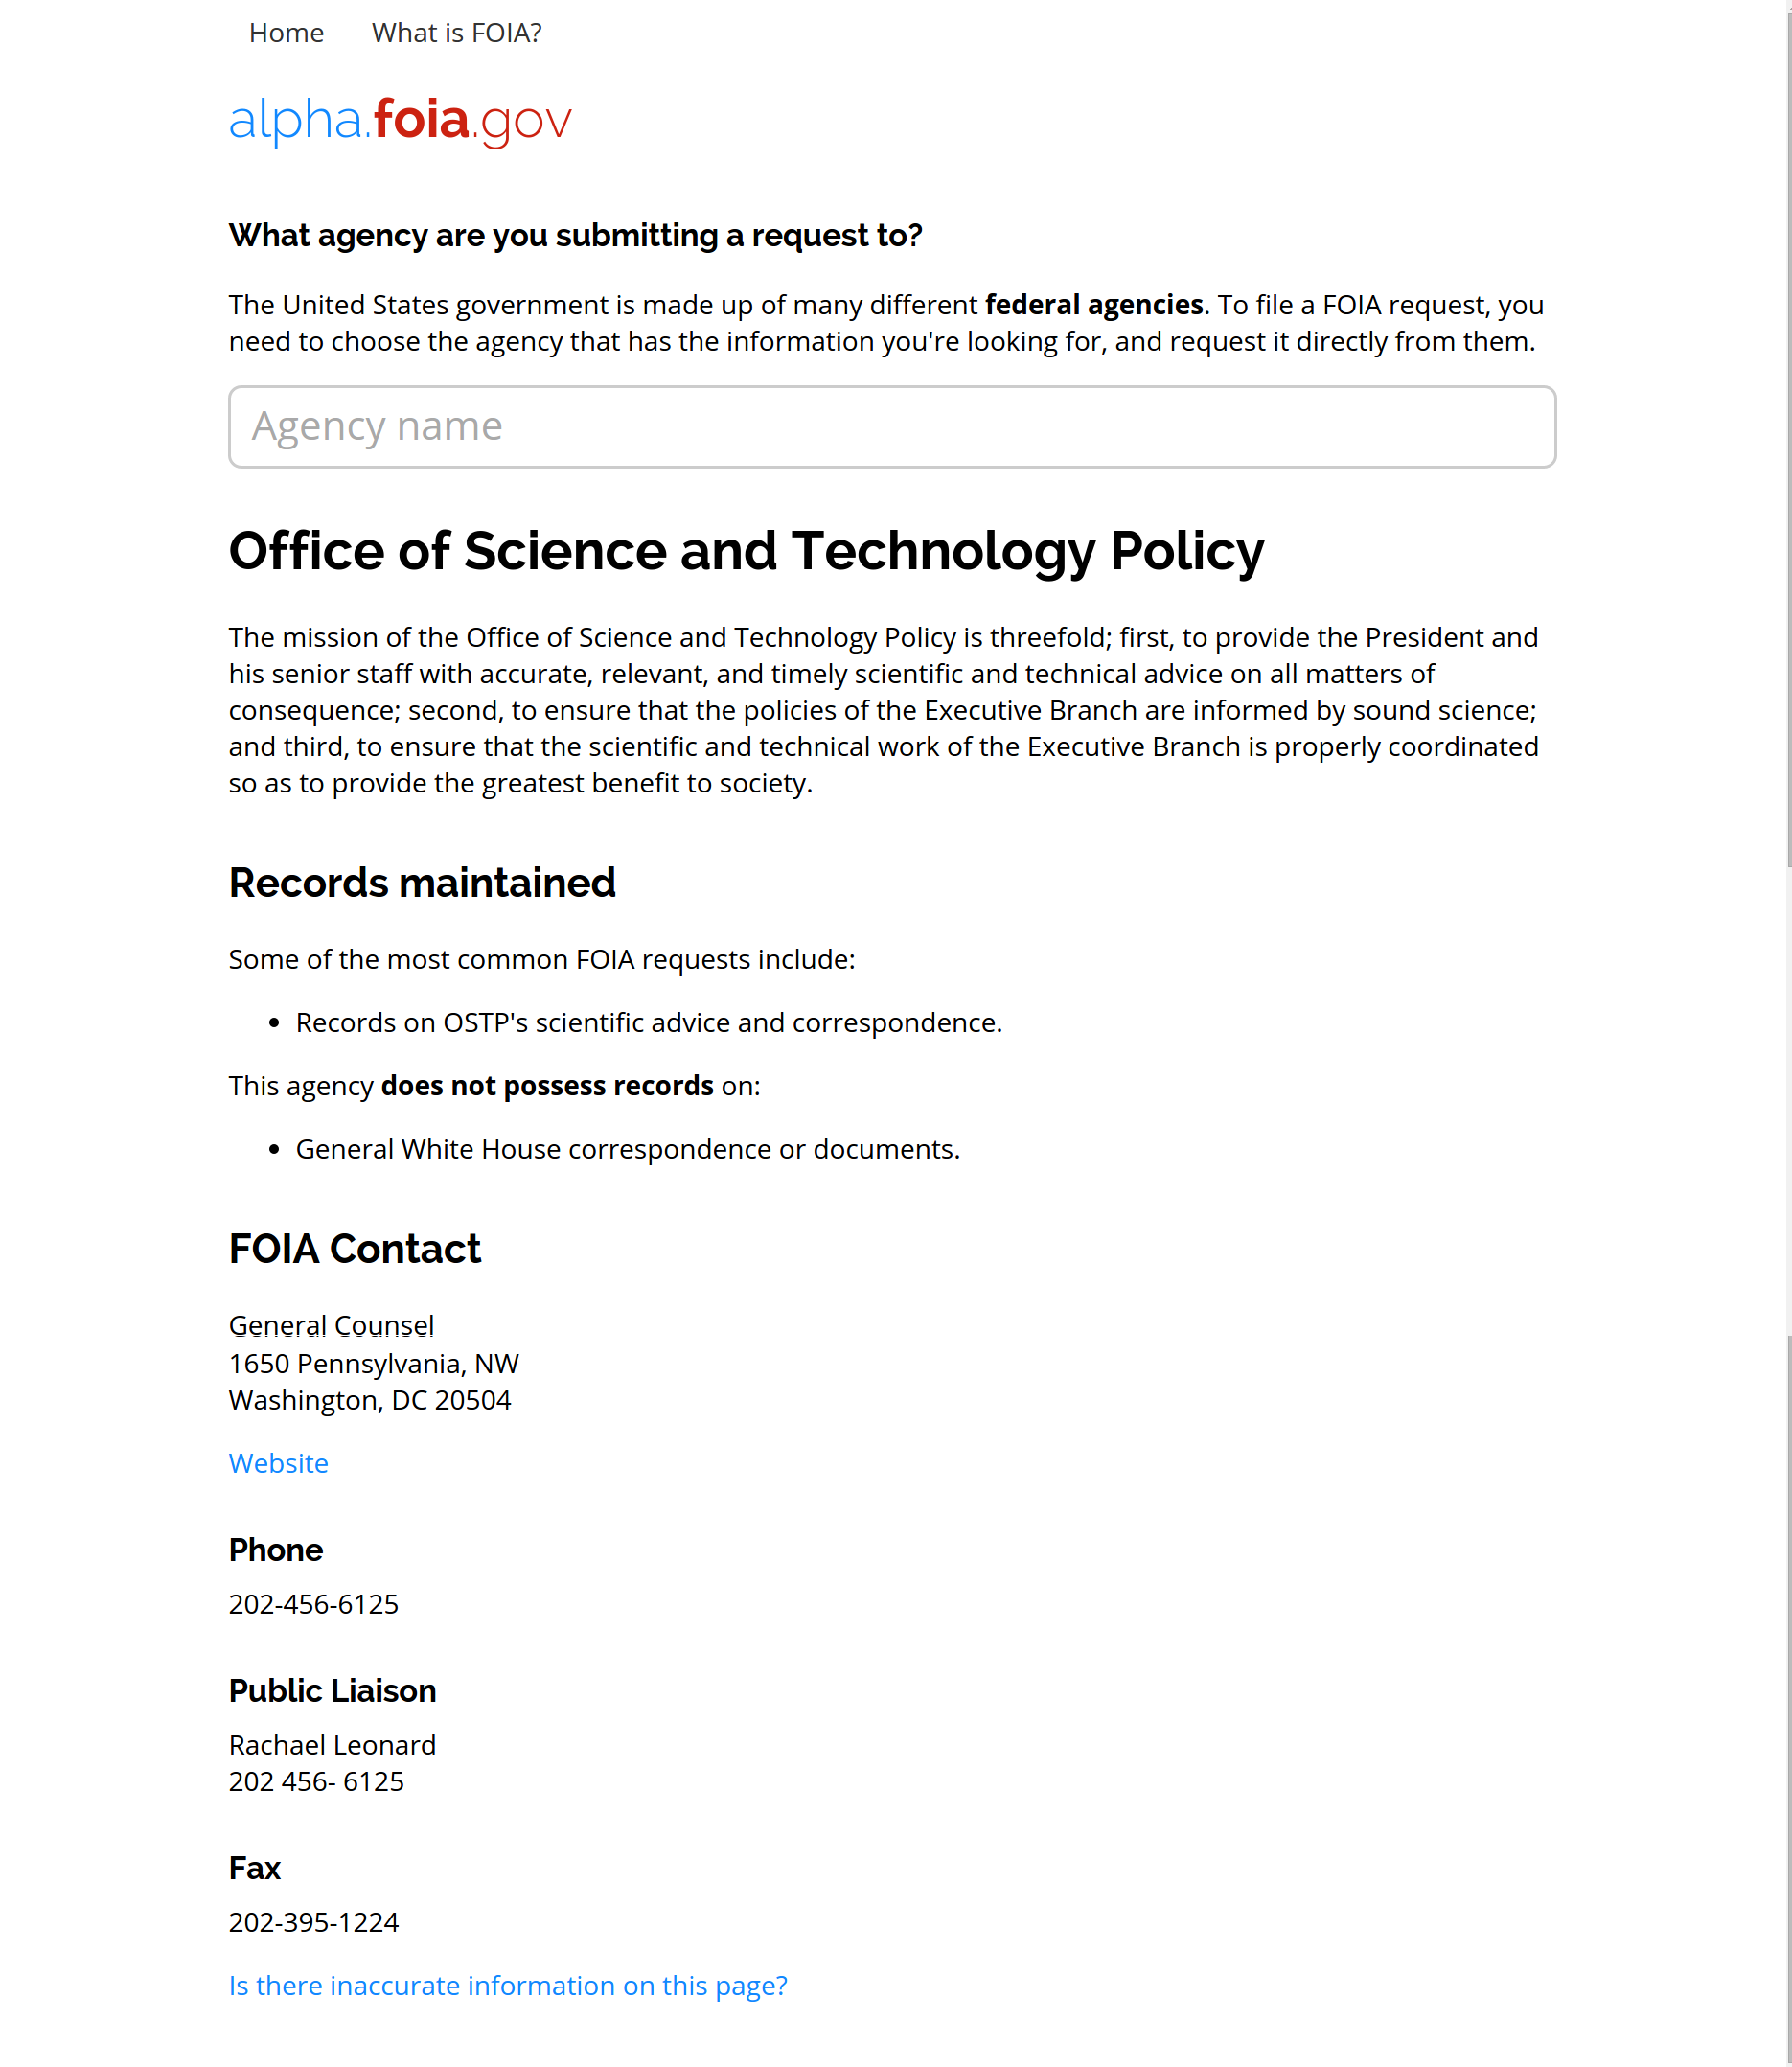 Home What is FOIA?
alpha.foia.gov
What agency are you submitting a request to?
The United States government is made up of many different federal agencies. To file a FOIA request, you
need to choose the agency that has the information you're looking for, and request it directly from them.
Agency name
Office of Science and Technology Policy
The mission of the Office of Science and Technology Policy is threefold; first, to provide the President and
his senior staff with accurate, relevant, and timely scientific and technical advice on all matters of
consequence; second, to ensure that the policies of the Executive Branch are informed by sound science;
and third, to ensure that the scientific and technical work of the Executive Branch is properly coordinated
so as to provide the greatest benefit to society.
Records maintained
Some of the most common FOIA requests include:
• Records on OSTP's scientific advice and correspondence.
This agency does not possess records on:
• General White House correspondence or documents.
FOIA Contact
General Counsel
1650 Pennsylvania, NW
Washington, DC 20504
Website
Phone
202-456-6125
Public Liaison
Rachael Leonard
202 456- 6125
Fax
202-395-1224
Is there inaccurate information on this page?